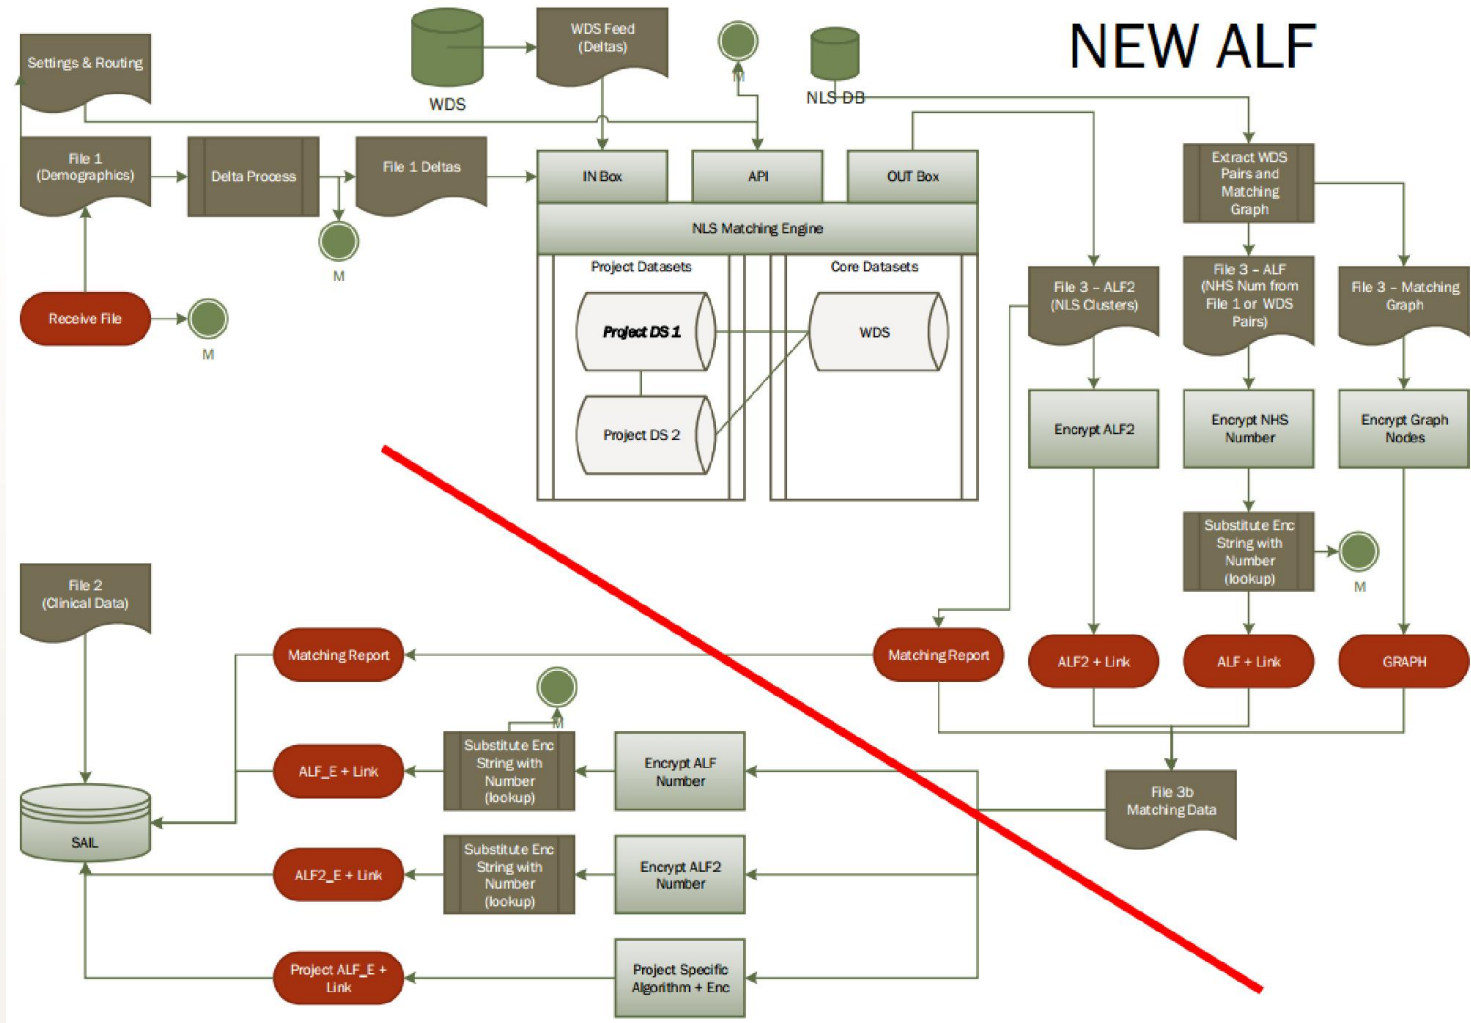 NEW ALF
Settings & Routing
WDS
WDS Feed
(Deltas)
M
NLS DB
File 1
(Demographics)
Delta Process
File 1 Deltas
M
Receive File
M
IN Box
API
OUT Box
NLS Matching Engine
Project Datasets
Core Datasets
Project DS 1
WDS
Project DS 2
Extract WDS
Pairs and
Matching
Graph
File 3 – ALF2
(NLS Clusters)
File 3 – ALF
(NHS Num from
File 1 or WDS
Pairs)
File 3 – Matching
Graph
Encrypt ALF2
Encrypt NHS
Number
Encrypt Graph
Nodes
Substitute Enc
String with
Number
(lookup)
M
File 2
(Clinical Data)
Matching Report
Matching Report
ALF2 + Link
ALF + Link
GRAPH
M
ALF_E + Link
Substitute Enc
String with
Number
(lookup)
Encrypt ALF
Number
File 3b
Matching Data
SAIL
ALF2_E + Link
Substitute Enc
String with
Number
(lookup)
Encrypt ALF2
Number
Project ALF_E +
Link
Project Specific
Algorithm + Enc